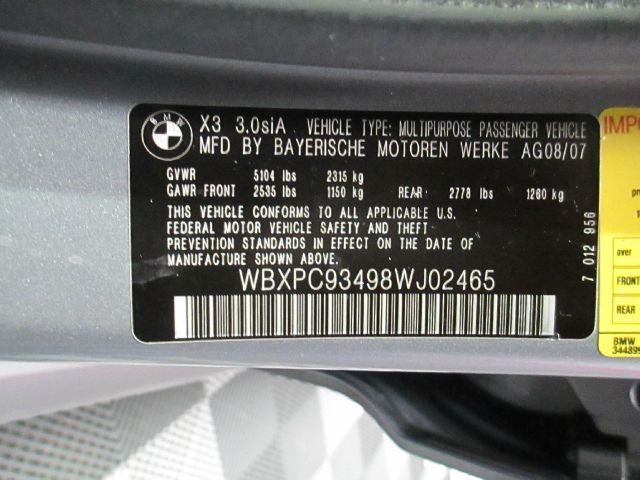 BMW
X3 3.0siA VEHICLE TYPE: MULTIPURPOSE PASSENGER VEHICLE
MFD BY BAYERISCHE MOTOREN WERKE AG08/07
GVWR 5104 lbs 2315 kg
GAWR FRONT 2535 lbs 1150 kg REAR 2778 lbs 1260 kg
THIS VEHICLE CONFORMS TO ALL APPLICABLE U.S.
FEDERAL MOTOR VEHICLE SAFETY AND THEFT
PREVENTION STANDARDS IN EFFECT ON THE DATE OF
MANUFACTURE SHOWN ABOVE.
WBXPC93498WJ02465
7 012 956
over
FRONT
REAR
BMW